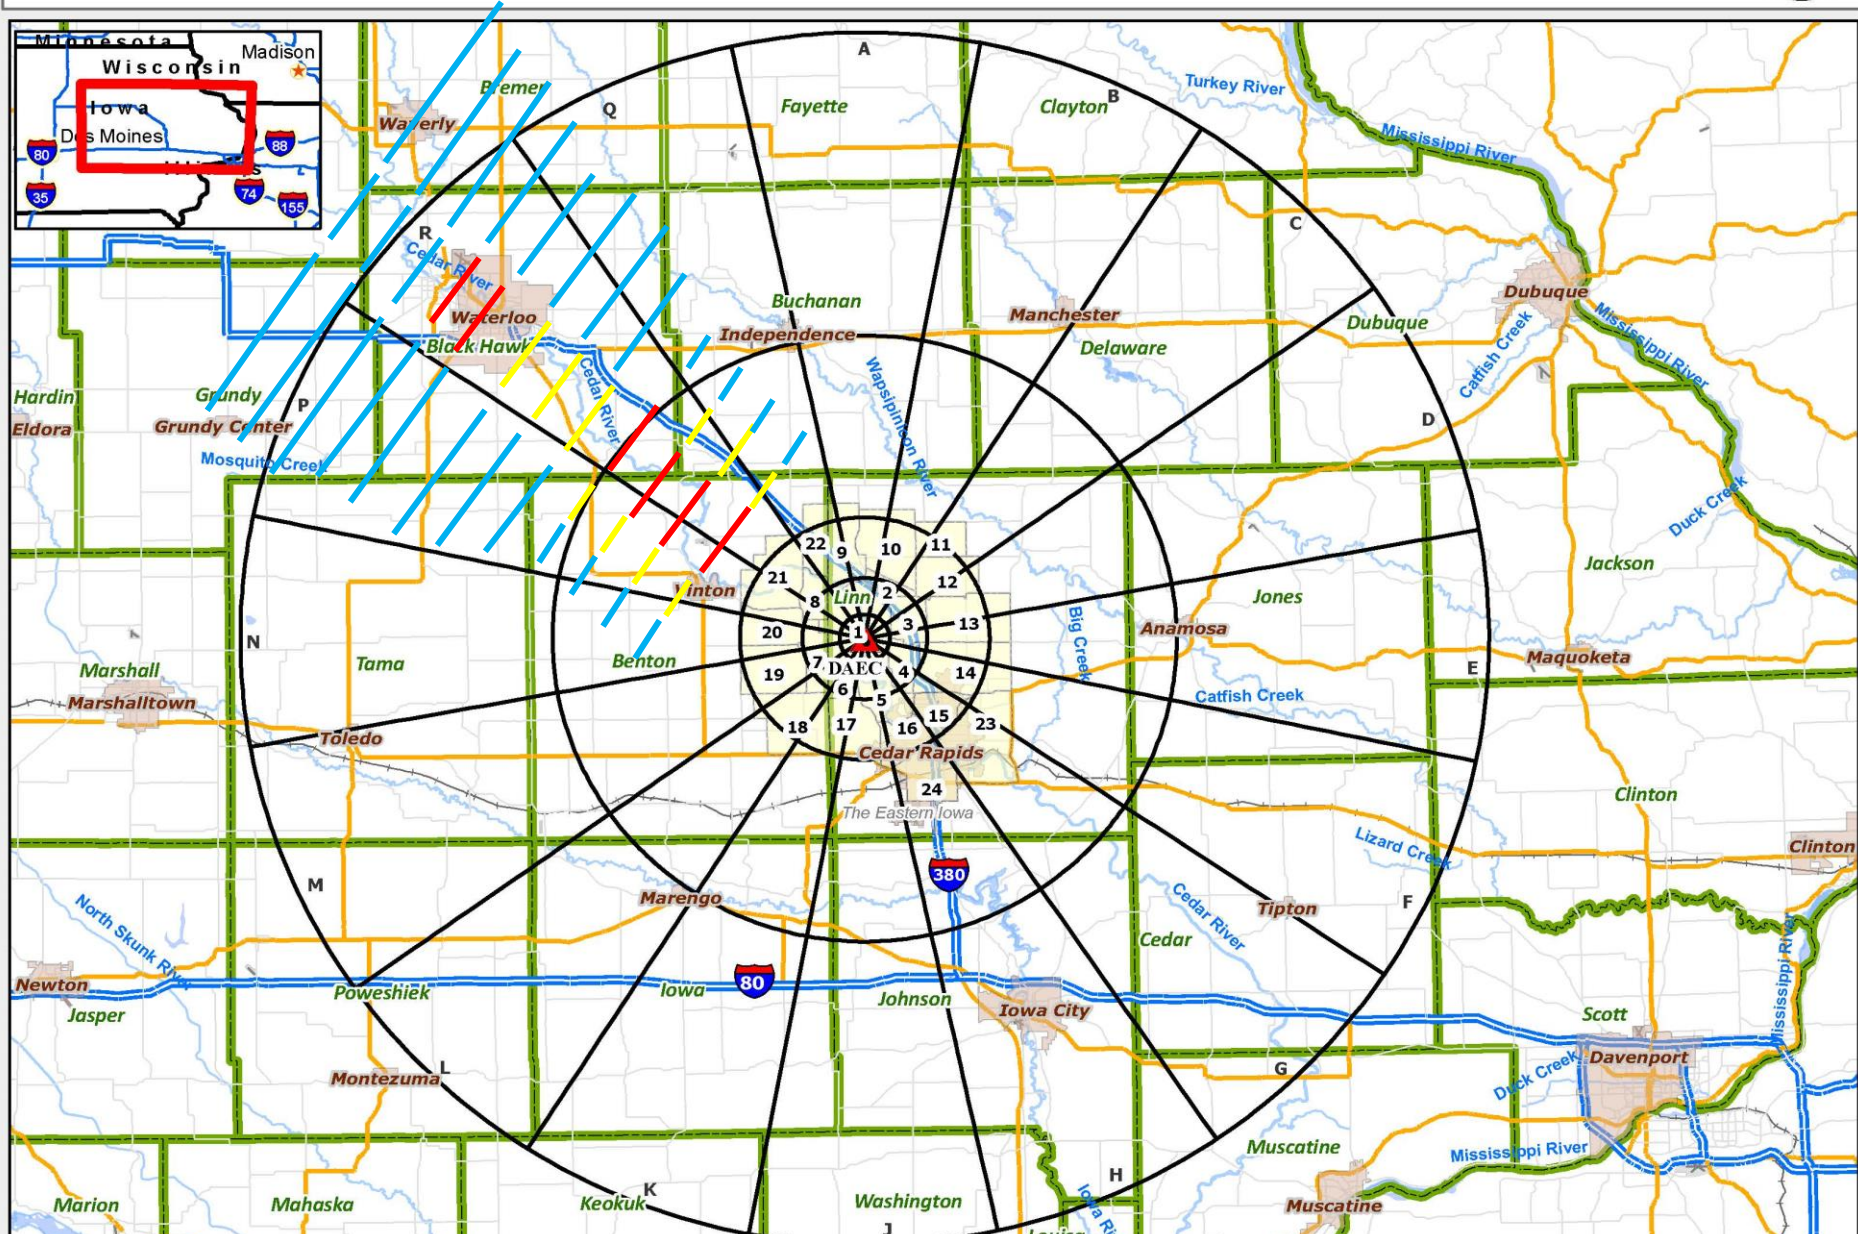 Minnesota
Madison
Wisconsin
Iowa
Des Moines
80
88
35
74
155
A
Turkey River
Bremer
Q
Fayette
Clayton
B
Waverly
Mississippi River
C
R
Cedar River
Dubuque
Buchanan
Waterloo
Independence
Manchester
Dubuque
Mississippi River
Black Hawk
Delaware
Catfish Creek
Hardin
Grundy
P
Cedar River
Wapsipinicon River
D
Eldora
Grundy Center
Mosquito Creek
Duck Creek
22
9
10
11
21
12
Jackson
Vinton
8
Linn
2
Jones
20
1
3
13
Big Creek
Anamosa
N
Marshall
Tama
Benton
7
DAEC
4
14
E
Maquoketa
19
Marshalltown
6
5
Catfish Creek
Toledo
18
17
16
15
23
Cedar Rapids
24
Clinton
The Eastern Iowa
Lizard Creek
Clinton
M
380
North Skunk River
Marengo
Cedar River
Tipton
F
Cedar
Mississippi River
Newton
80
Poweshiek
Iowa
Johnson
Iowa City
Jasper
Scott
Davenport
Montezuma
L
G
Duck Creek
Muscatine
Mississippi River
H
Marion
Mahaska
Keokuk
K
Washington
Muscatine
J